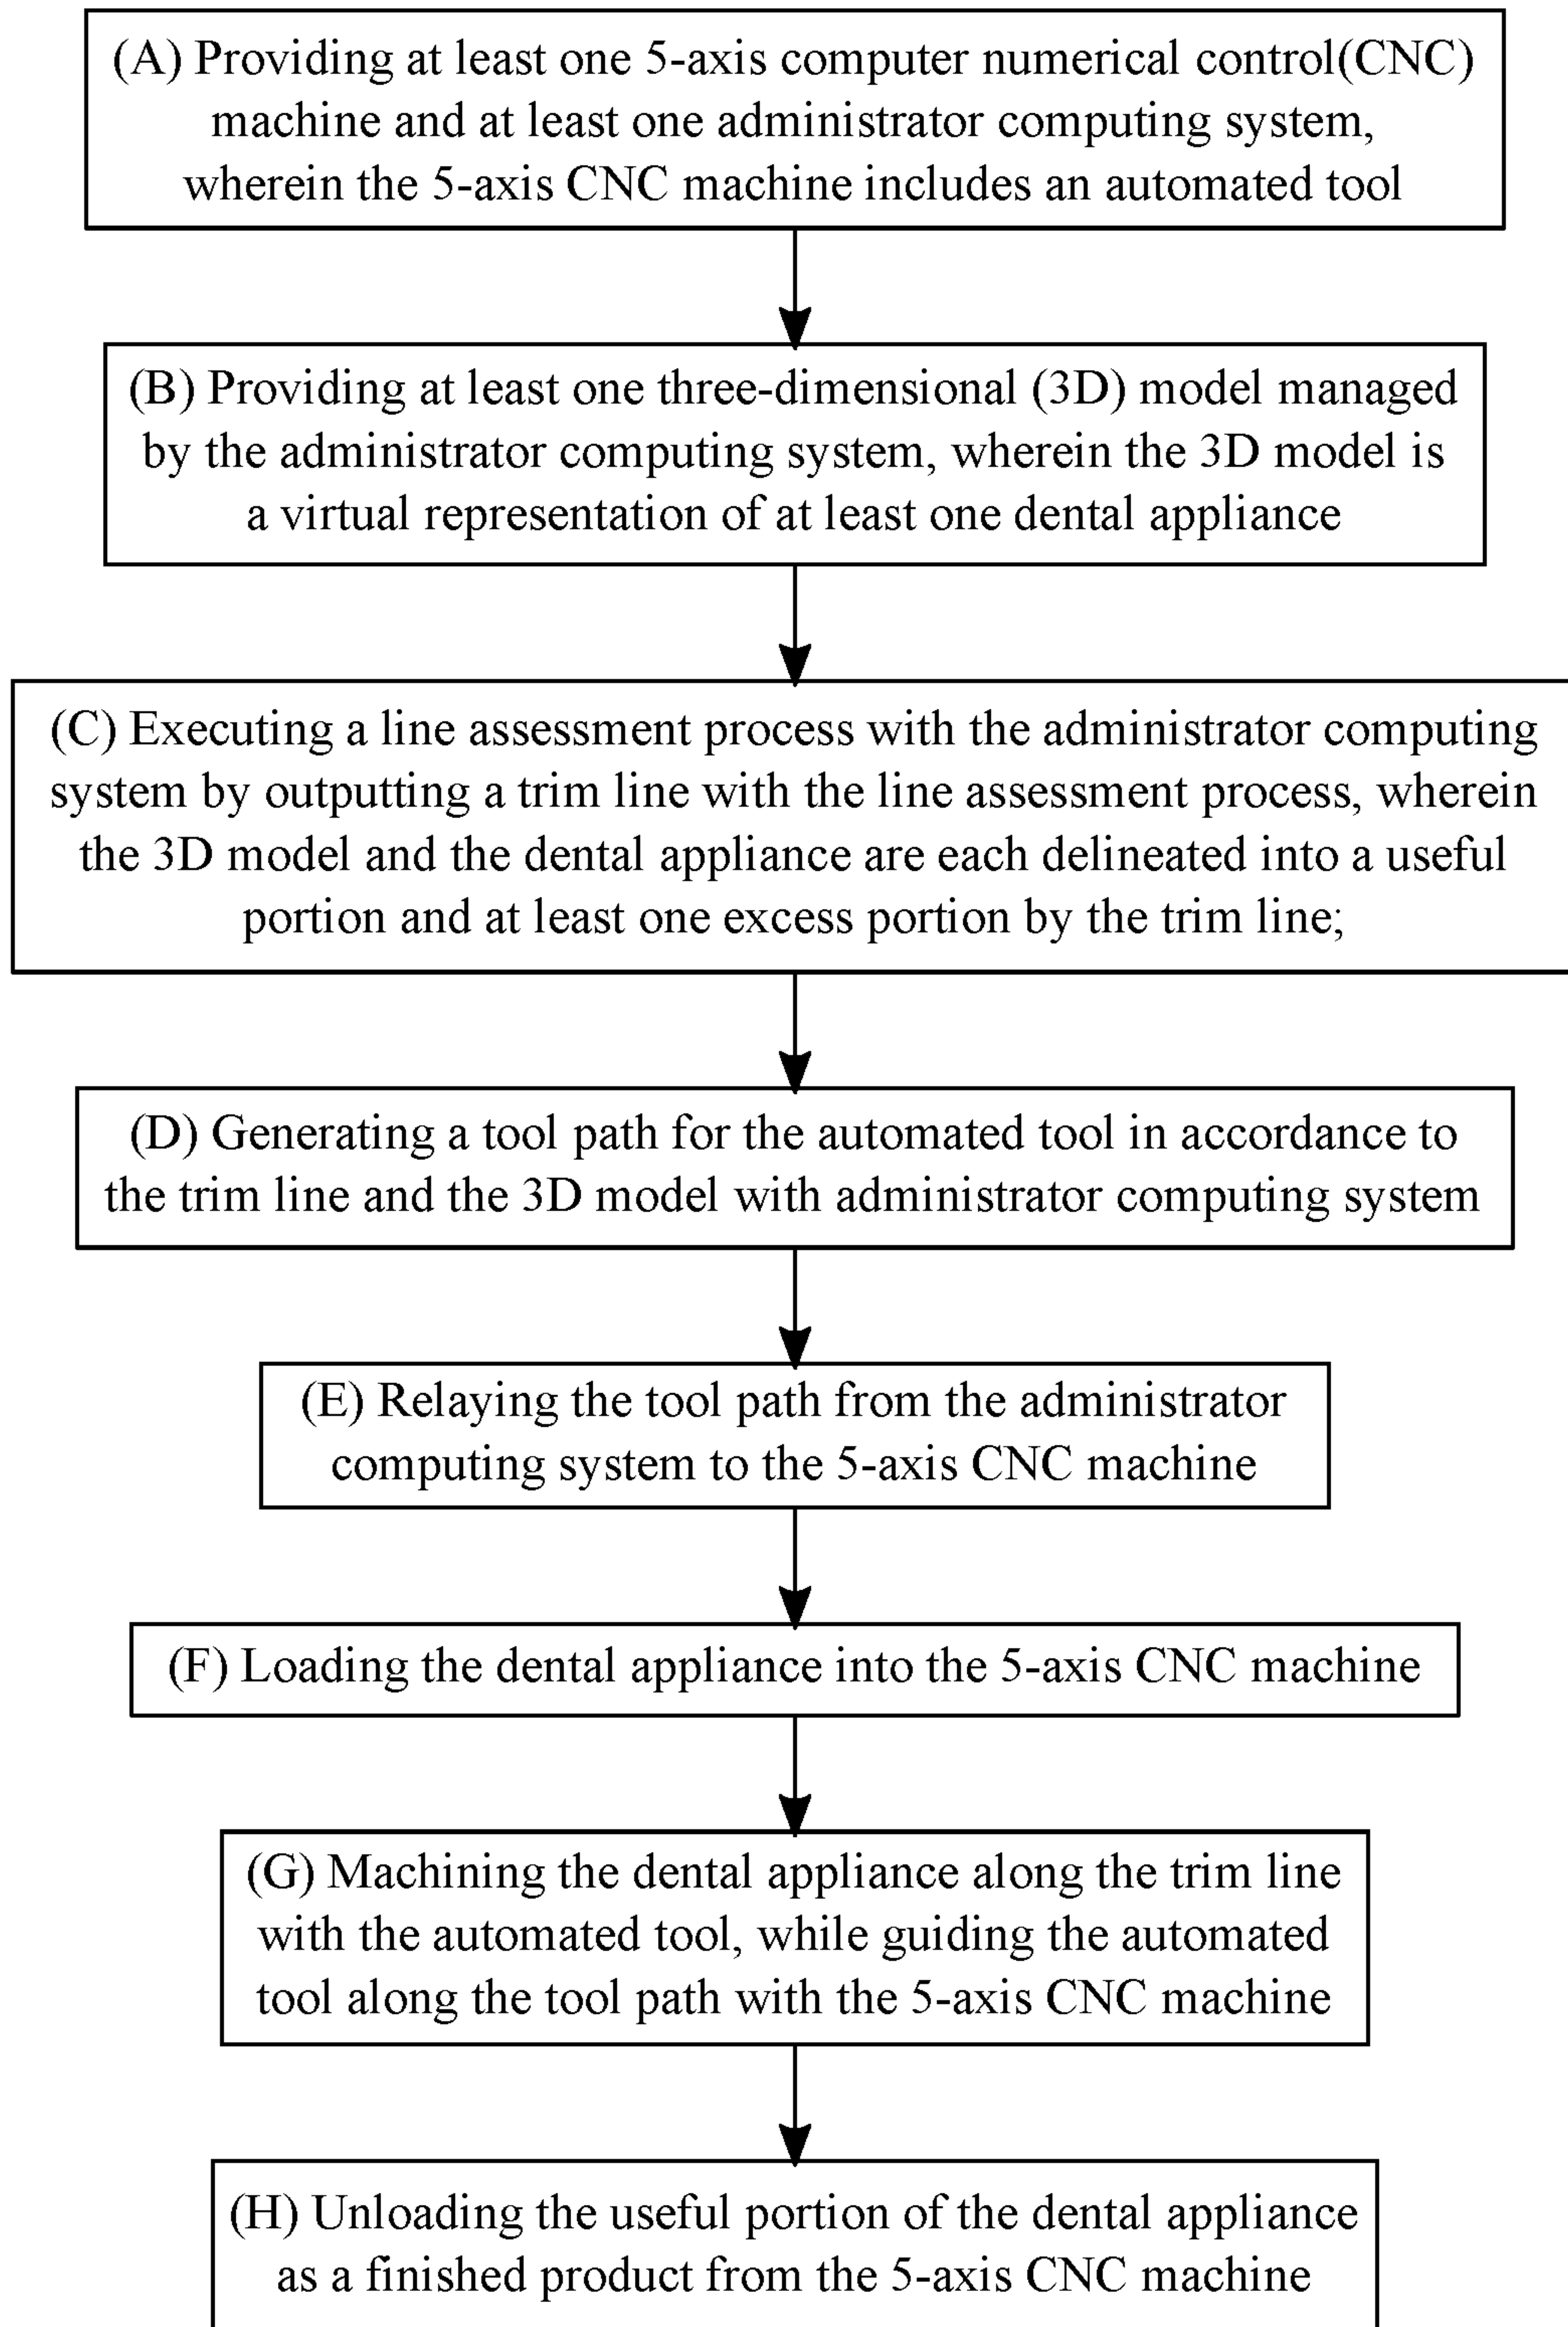 (A) Providing at least one 5-axis computer numerical control(CNC)
machine and at least one administrator computing system,
wherein the 5-axis CNC machine includes an automated tool
(B) Providing at least one three-dimensional (3D) model managed
by the administrator computing system, wherein the 3D model is
a virtual representation of at least one dental appliance
(C) Executing a line assessment process with the administrator computing
system by outputting a trim line with the line assessment process, wherein
the 3D model and the dental appliance are each delineated into a useful
portion and at least one excess portion by the trim line;
(D) Generating a tool path for the automated tool in accordance to
the trim line and the 3D model with administrator computing system
(E) Relaying the tool path from the administrator
computing system to the 5-axis CNC machine
(F) Loading the dental appliance into the 5-axis CNC machine
(G) Machining the dental appliance along the trim line
with the automated tool, while guiding the automated
tool along the tool path with the 5-axis CNC machine
(H) Unloading the useful portion of the dental appliance
as a finished product from the 5-axis CNC machine